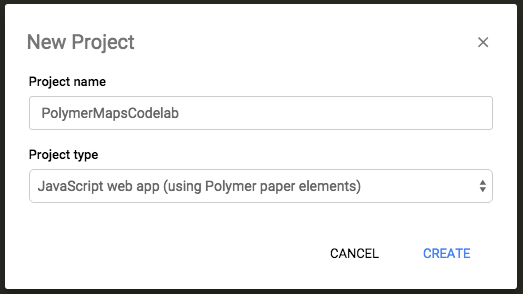 New Project
Project name
PolymerMapsCodelab
Project type
JavaScript web app (using Polymer paper elements)
CANCEL CREATE